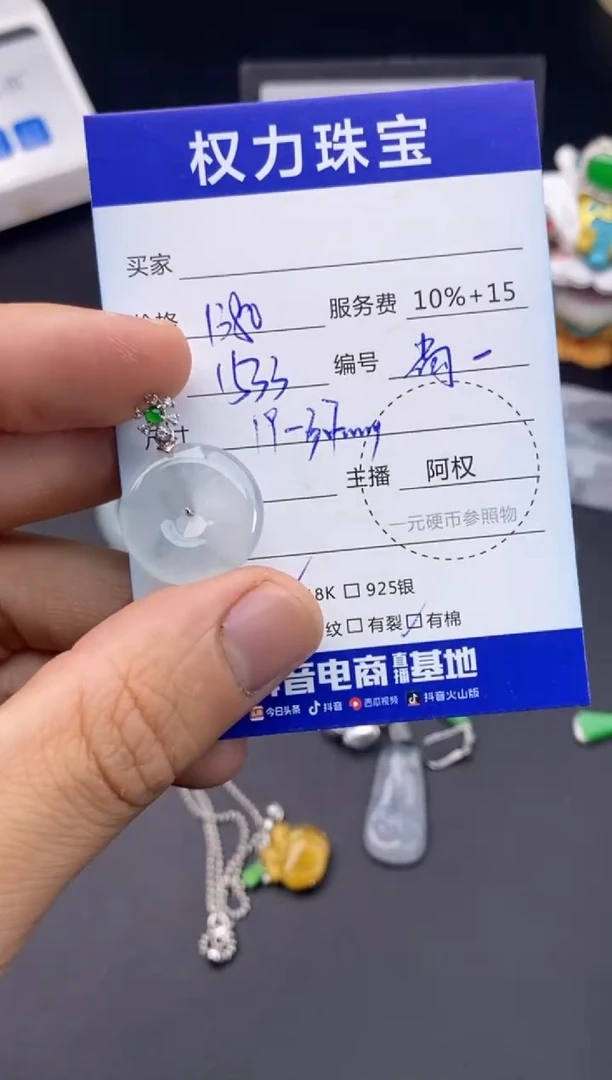 权力珠宝
买家
价格 1380 服务费 10%+15
1533 编号
主播 阿权
一元硬币参照物
8K 925银
纹 有裂 有棉
抖音电商直播基地
今日头条 抖音 西瓜视频 抖音火山版